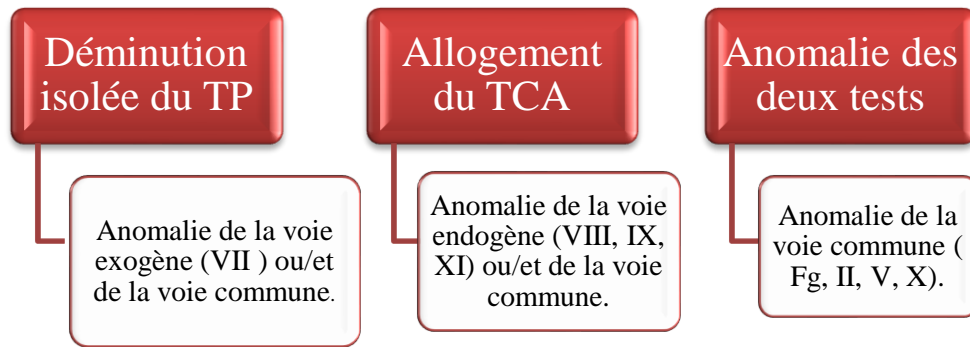 Déminution
isolée du TP
Anomalie de la voie
exogène (VII ) ou/et
de la voie commune.
Allogement
du TCA
Anomalie de la voie
endogène (VIII, IX,
XI) ou/et de la voie
commune.
Anomalie des
deux tests
Anomalie de la
voie commune (
Fg, II, V, X).